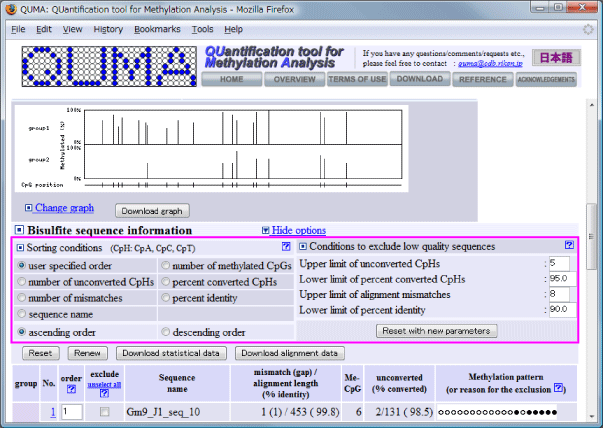 QUMA: QUantification tool for Methylation Analysis - Mozilla Firefox
File Edit View History Bookmarks Tools Help
QUMA
QUantification tool for
Methylation Analysis
If you have any questions/comments/requests etc.,
please feel free to contact : quma@cdb.riken.jp
日本語
HOME OVERVIEW TERMS OF USE DOWNLOAD REFERENCE ACKNOWLEDGEMENTS
Methylated (%)
100%
group1
0%
100%
group2
0%
CpG position
Change graph Download graph
Bisulfite sequence information Hide options
Sorting conditions (CpH: CpA, CpC, CpT) ?
user specified order number of methylated CpGs
number of unconverted CpHs percent converted CpHs
number of mismatches percent identity
sequence name
ascending order descending order
Conditions to exclude low quality sequences ?
Upper limit of unconverted CpHs : 5
Lower limit of percent converted CpHs : 95.0
Upper limit of alignment mismatches : 8
Lower limit of percent identity : 90.0
Reset with new parameters
Reset Renew Download statistical data Download alignment data
group No. order ? exclude unselect all ? Sequence name mismatch (gap) / alignment length (% identity) Me-CpG unconverted (% converted) Methylation pattern (or reason for the exclusion ?)
1 1 Gm9_J1_seq_10 1 (1) / 453 ( 99.8) 6 2/131 ( 98.5)